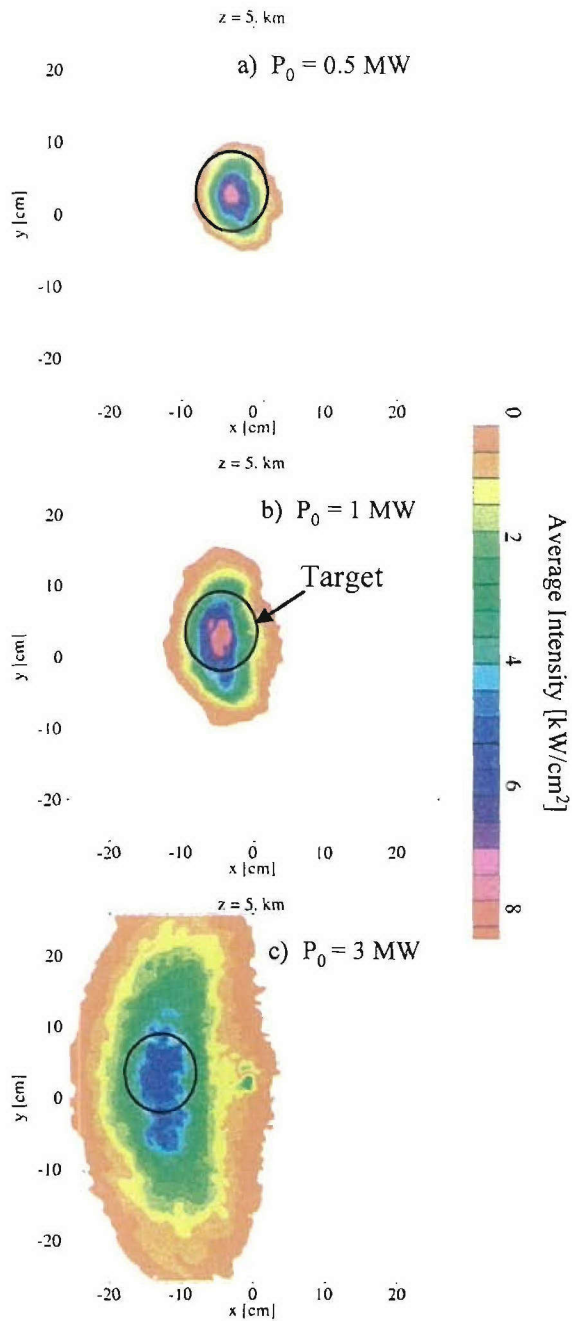 z = 5. km
a) P₀ = 0.5 MW
20
10
0
-10
-20
y [cm]
-20 -10 0 10 20
x [cm]
z = 5. km
b) P₀ = 1 MW
Target
20
10
0
-10
-20
y [cm]
-20 -10 0 10 20
x [cm]
z = 5. km
c) P₀ = 3 MW
20
10
0
-10
-20
y [cm]
-20 -10 0 10 20
x [cm]
0
2
4
6
8
Average Intensity [kW/cm²]